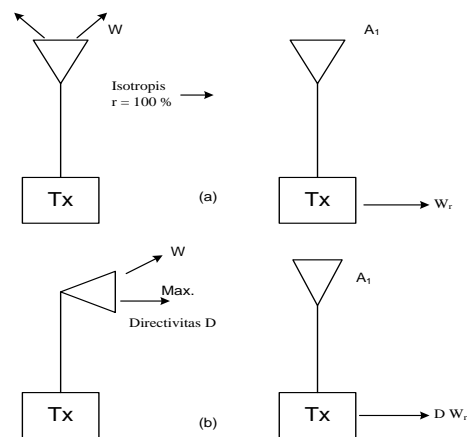 W
A₁
Isotropis
r = 100 %
Tx
(a)
Tx
Wᵣ
W
Max.
Directivitas D
A₁
Tx
(b)
Tx
D Wᵣ